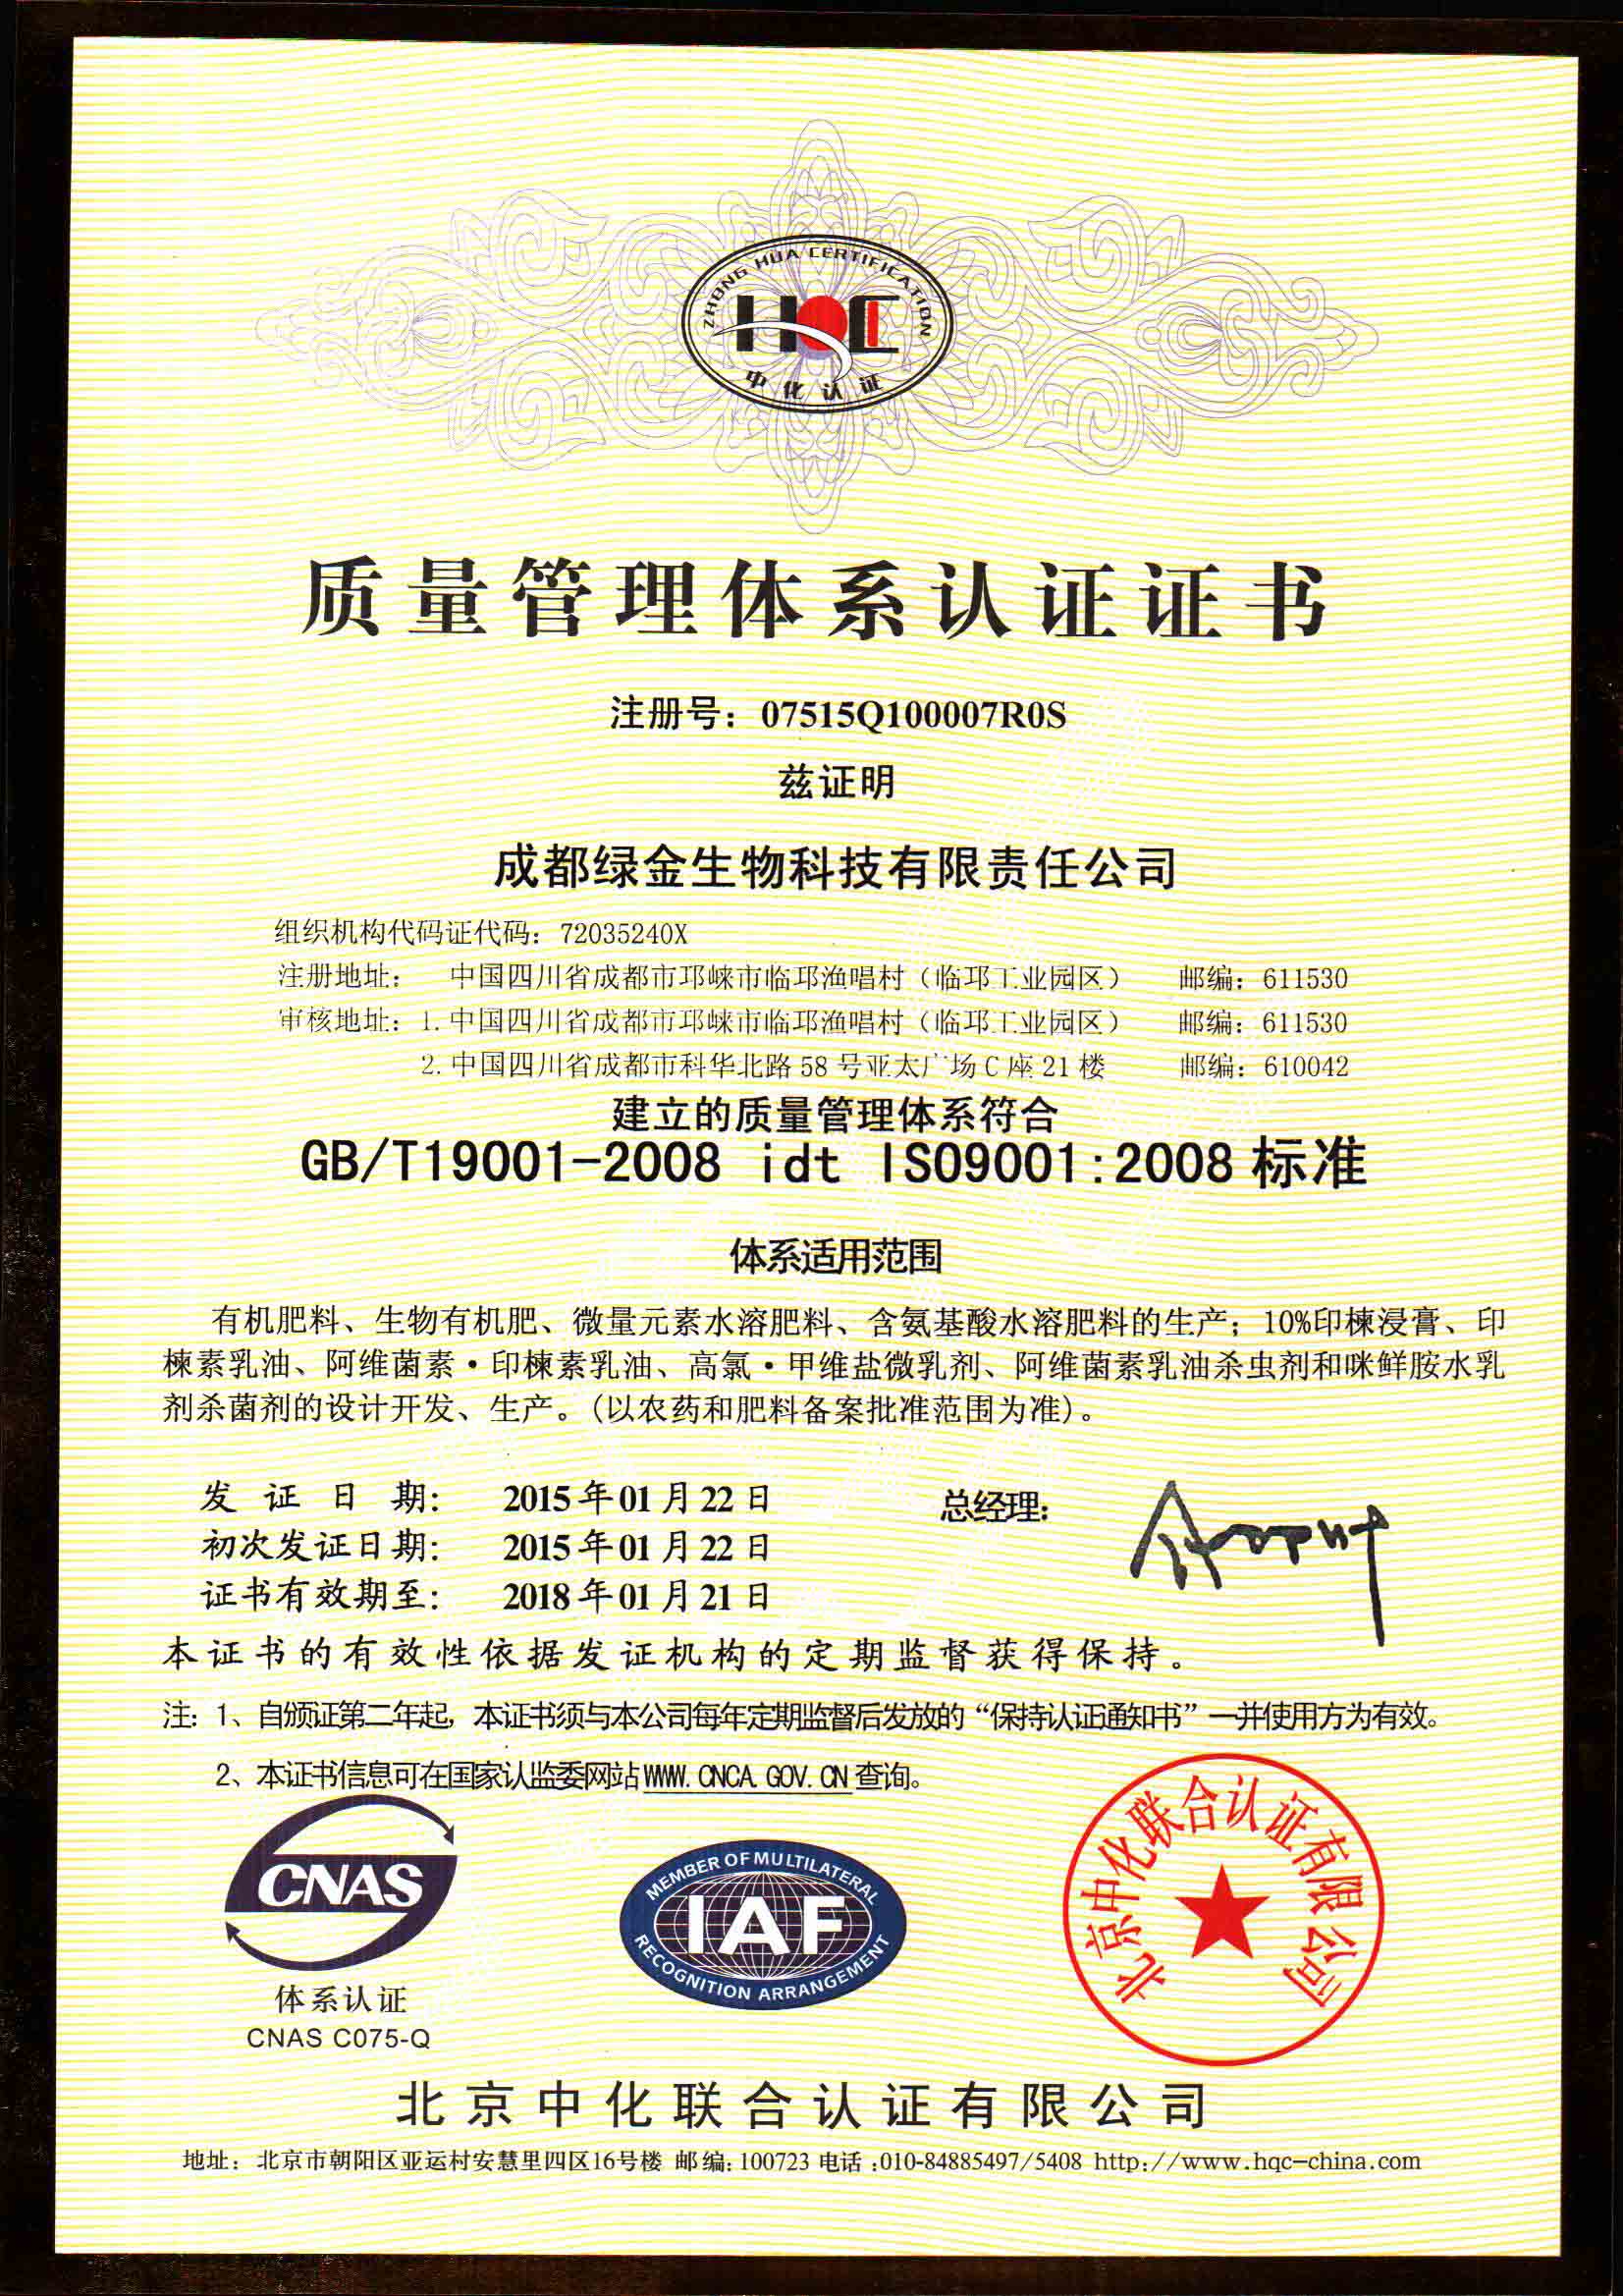 ZHONG HUA CERTIFICATION
HQC
中化认证
质量管理体系认证证书
注册号：07515Q100007R0S
兹证明
成都绿金生物科技有限责任公司
组织机构代码证代码：72035240X
注册地址： 中国四川省成都市邛崃市临邛渔唱村（临邛工业园区） 邮编：611530
审核地址：1.中国四川省成都市邛崃市临邛渔唱村（临邛工业园区） 邮编：611530
2.中国四川省成都市科华北路58号亚太广场C座21楼 邮编：610042
建立的质量管理体系符合
GB/T19001-2008 idt ISO9001:2008标准
体系适用范围
有机肥料、生物有机肥、微量元素水溶肥料、含氨基酸水溶肥料的生产；10%印楝浸膏、印
楝素乳油、阿维菌素·印楝素乳油、高氯·甲维盐微乳剂、阿维菌素乳油杀虫剂和咪鲜胺水乳
剂杀菌剂的设计开发、生产。(以农药和肥料备案批准范围为准)。
发证日期： 2015年01月22日 总经理：
初次发证日期： 2015年01月22日
证书有效期至： 2018年01月21日
本证书的有效性依据发证机构的定期监督获得保持。
注：1、自颁证第二年起，本证书须与本公司每年定期监督后发放的“保持认证通知书”一并使用方为有效。
2、本证书信息可在国家认监委网站WWW.CNCA.GOV.CN查询。
CNAS
体系认证
CNAS C075-Q
MEMBER OF MULTILATERAL
IAF
RECOGNITION ARRANGEMENT
北京中化联合认证有限公司
北京中化联合认证有限公司
地址：北京市朝阳区亚运村安慧里四区16号楼 邮编：100723 电话：010-84885497/5408 http://www.hqc-china.com